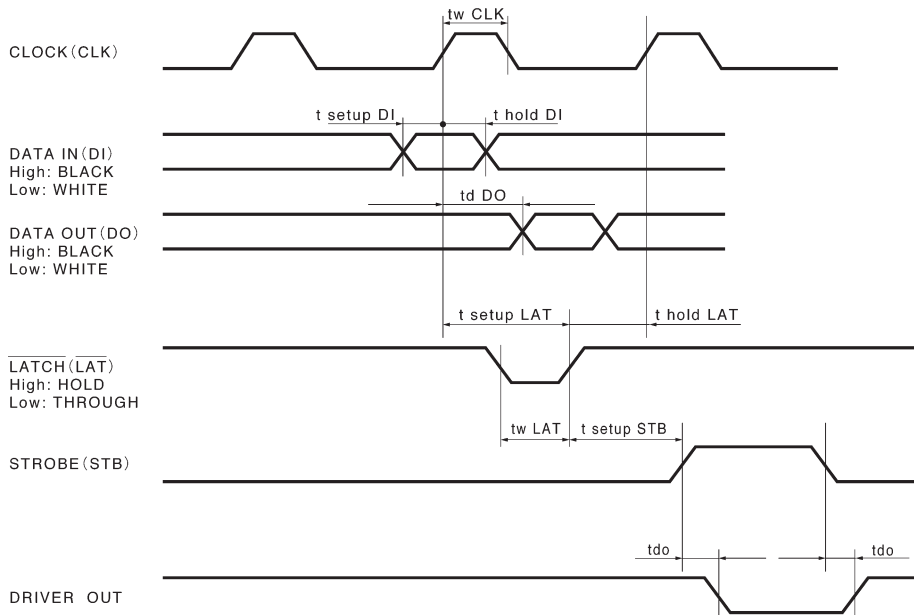 tw CLK
CLOCK(CLK)
t setup DI
t hold DI
DATA IN(DI)
High: BLACK
Low: WHITE
td DO
DATA OUT(DO)
High: BLACK
Low: WHITE
t setup LAT
t hold LAT
LATCH(LAT)
High: HOLD
Low: THROUGH
tw LAT
t setup STB
STROBE(STB)
tdo
tdo
DRIVER OUT